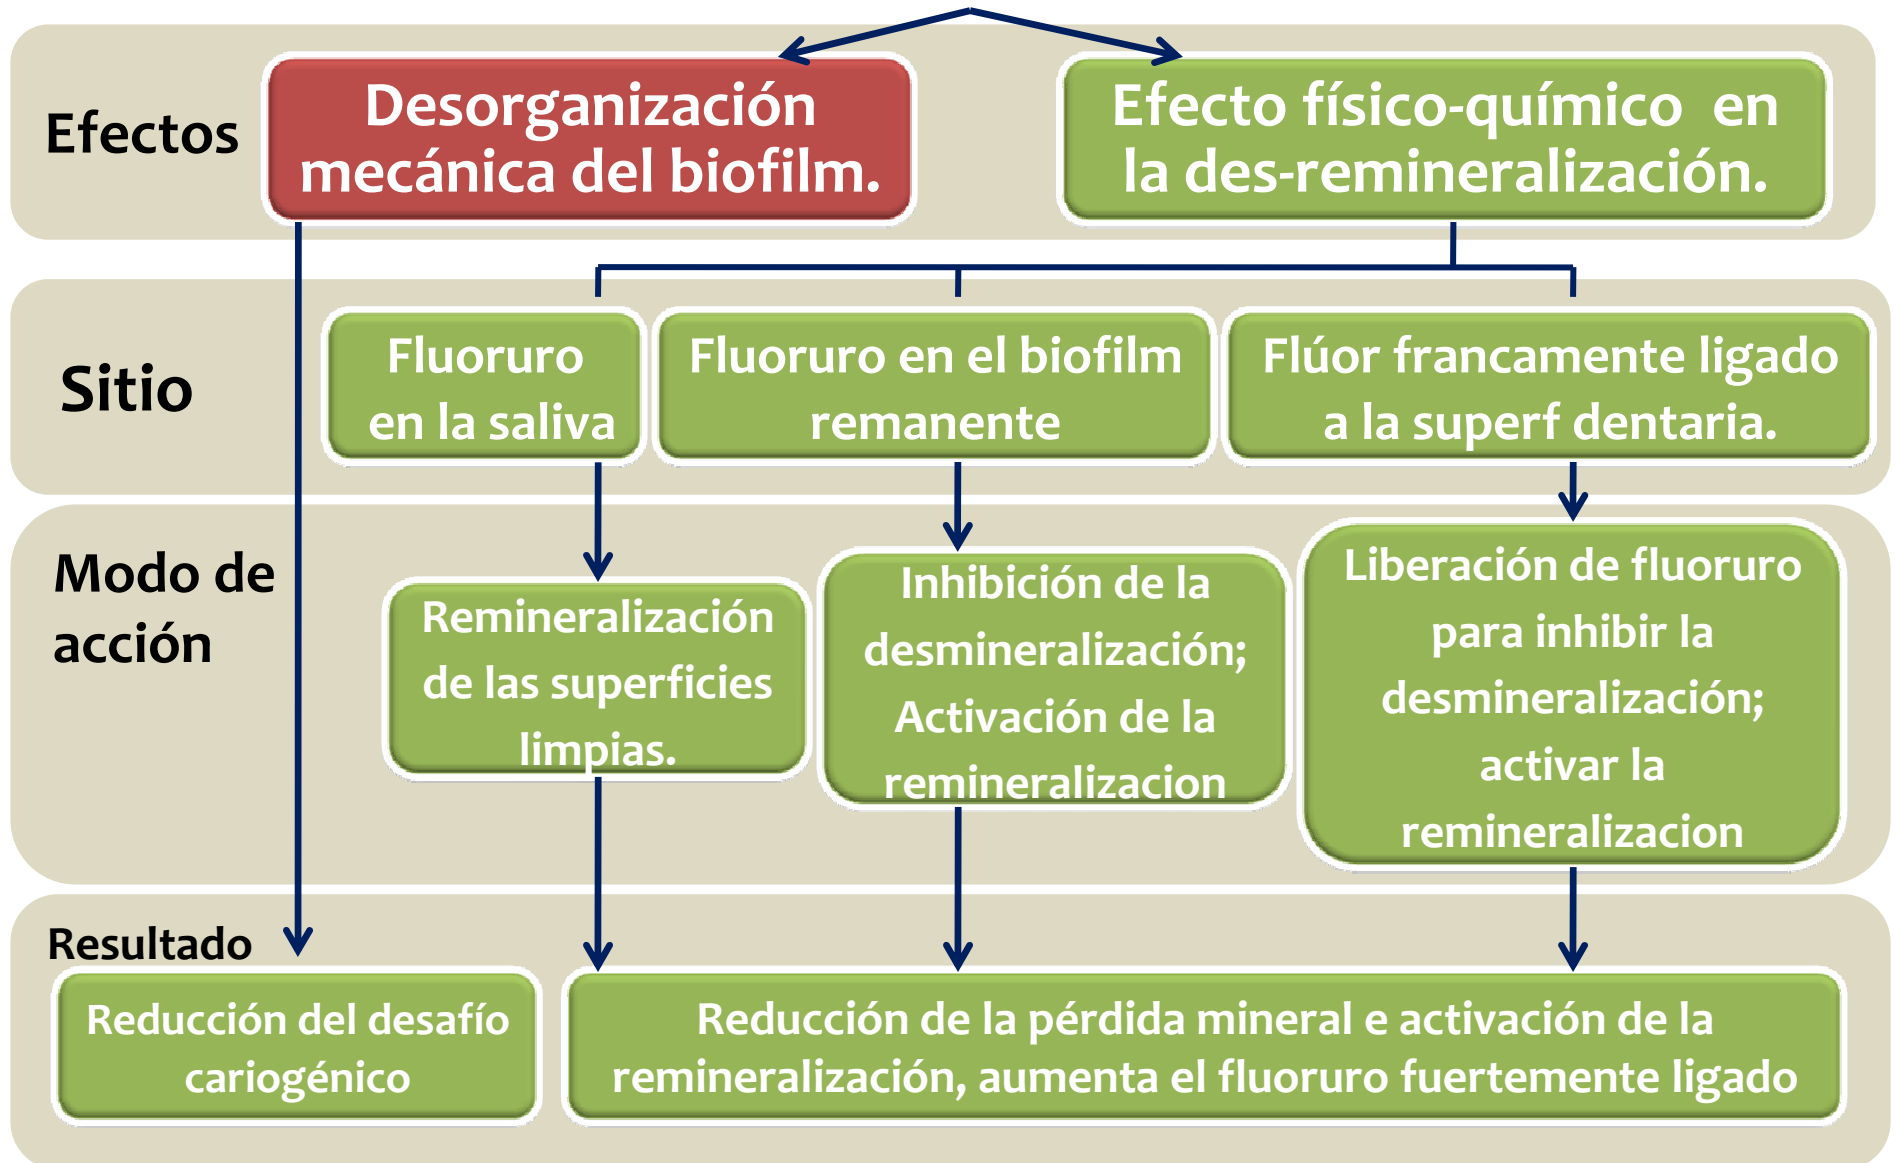 Efectos
Desorganización
mecánica del biofilm.
Efecto físico-químico en
la des-remineralización.
Sitio
Fluoruro
en la saliva
Fluoruro en el biofilm
remanente
Flúor francamente ligado
a la superf dentaria.
Modo de
acción
Remineralización
de las superficies
limpias.
Inhibición de la
desmineralización;
Activación de la
remineralizacion
Liberación de fluoruro
para inhibir la
desmineralización;
activar la
remineralizacion
Resultado
Reducción del desafío
cariogénico
Reducción de la pérdida mineral e activación de la
remineralización, aumenta el fluoruro fuertemente ligado